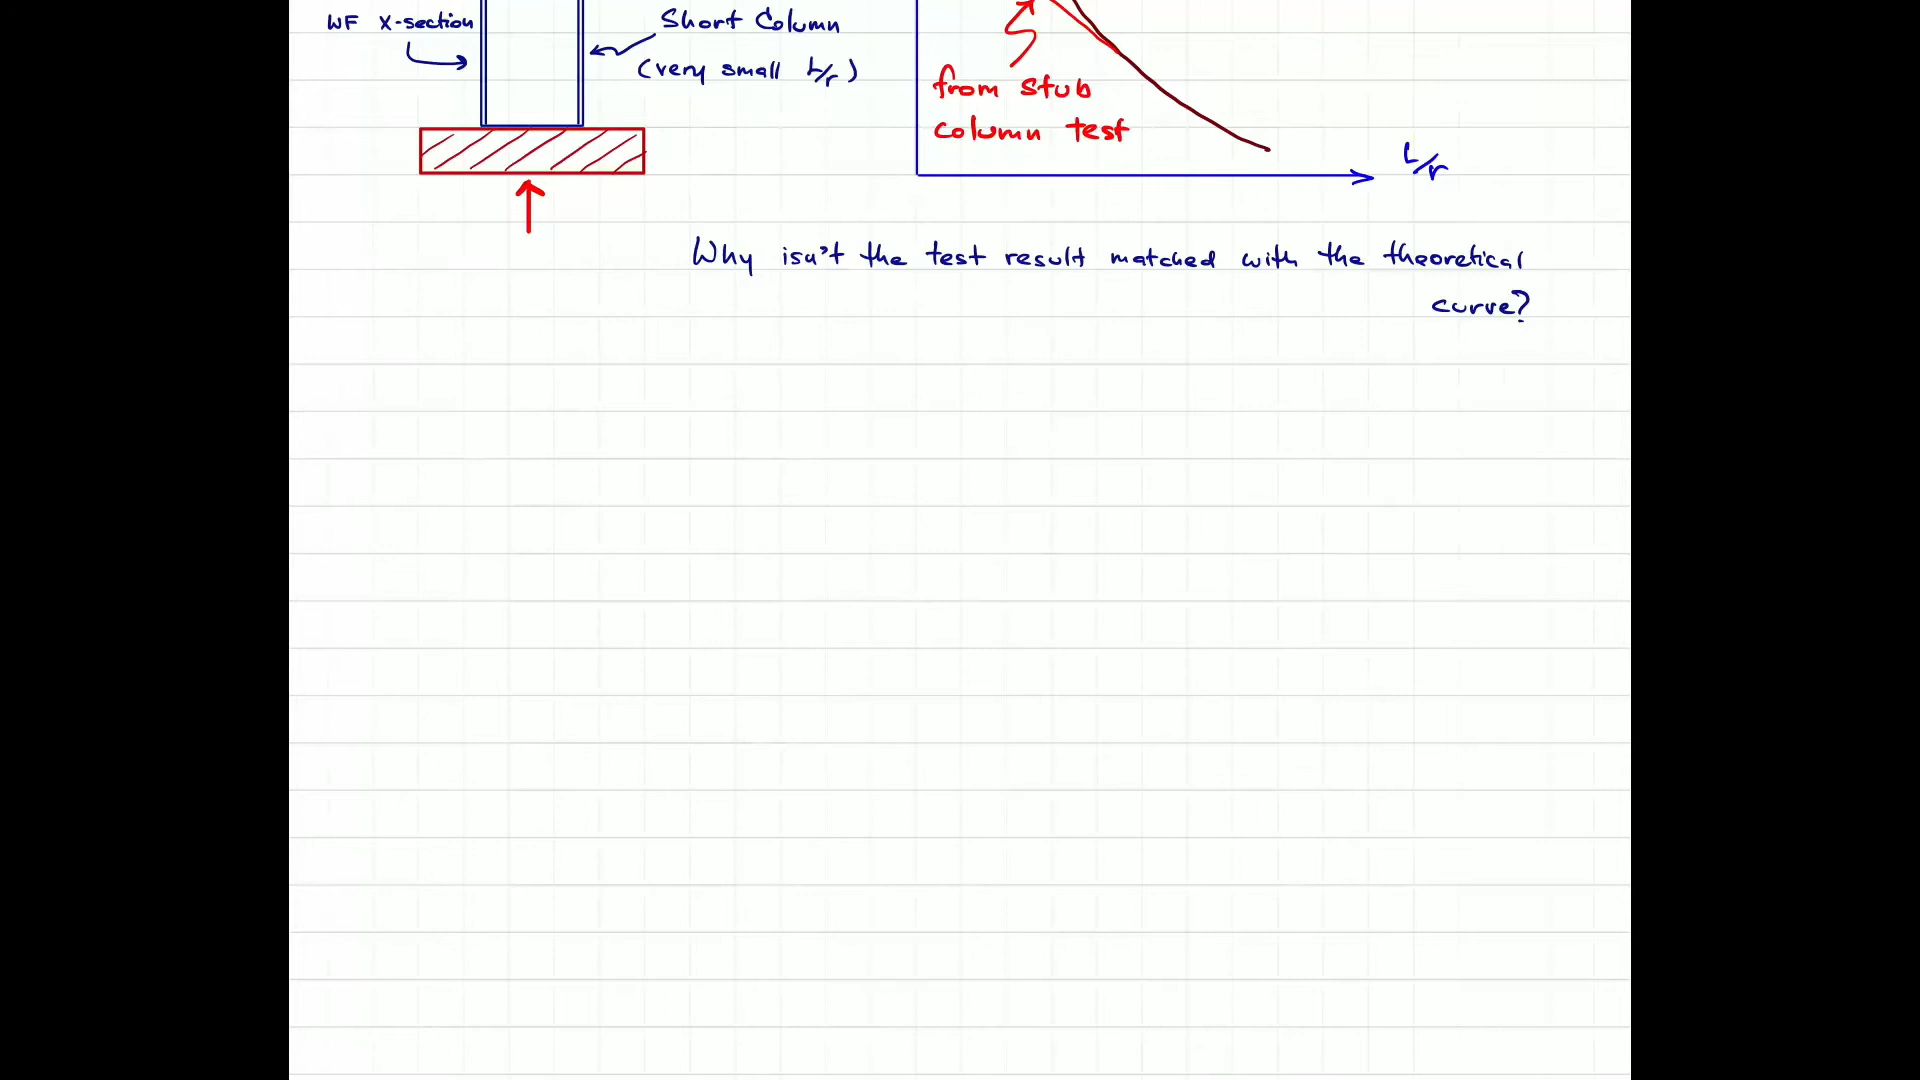 WF X-section
Short Column
(very small L/r)
from stub
column test
L/r
Why isn't the test result matched with the theoretical
curve?